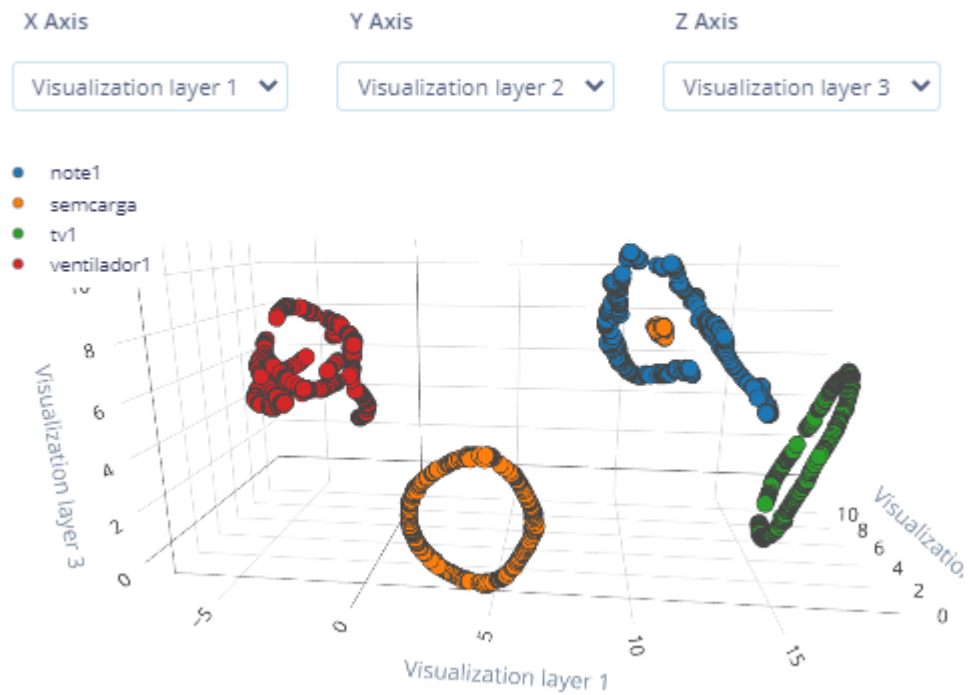 X Axis Y Axis Z Axis
Visualization layer 1 Visualization layer 2 Visualization layer 3
note1
semcarga
tv1
ventilador1
8
6
4
2
0
Visualization layer 3
-5
0
5
10
15
Visualization layer 1
10
8
6
4
2
0